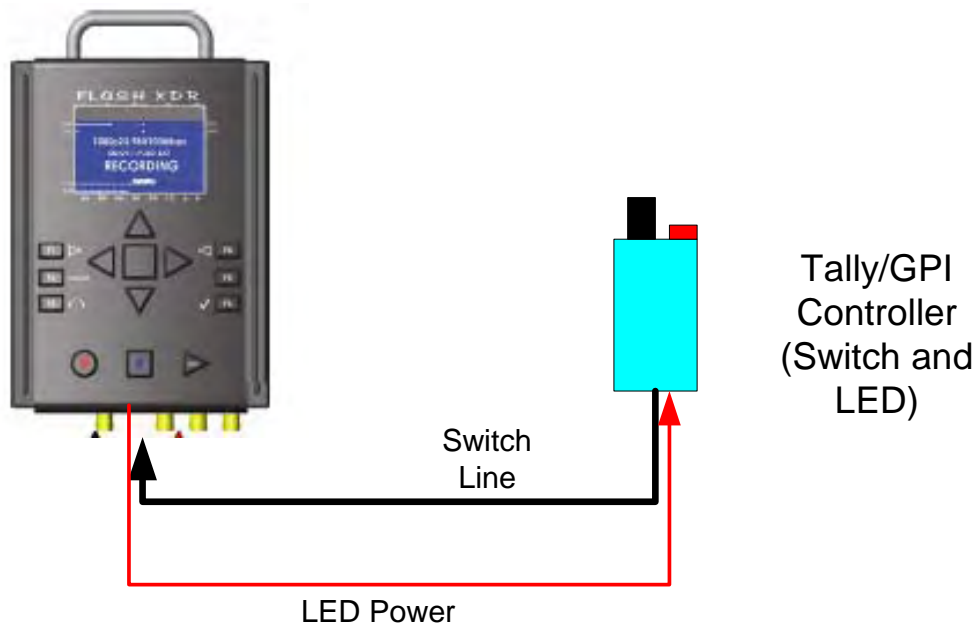 FLASH XDR
RECORDING
Tally/GPI
Controller
(Switch and
LED)
Switch
Line
LED Power